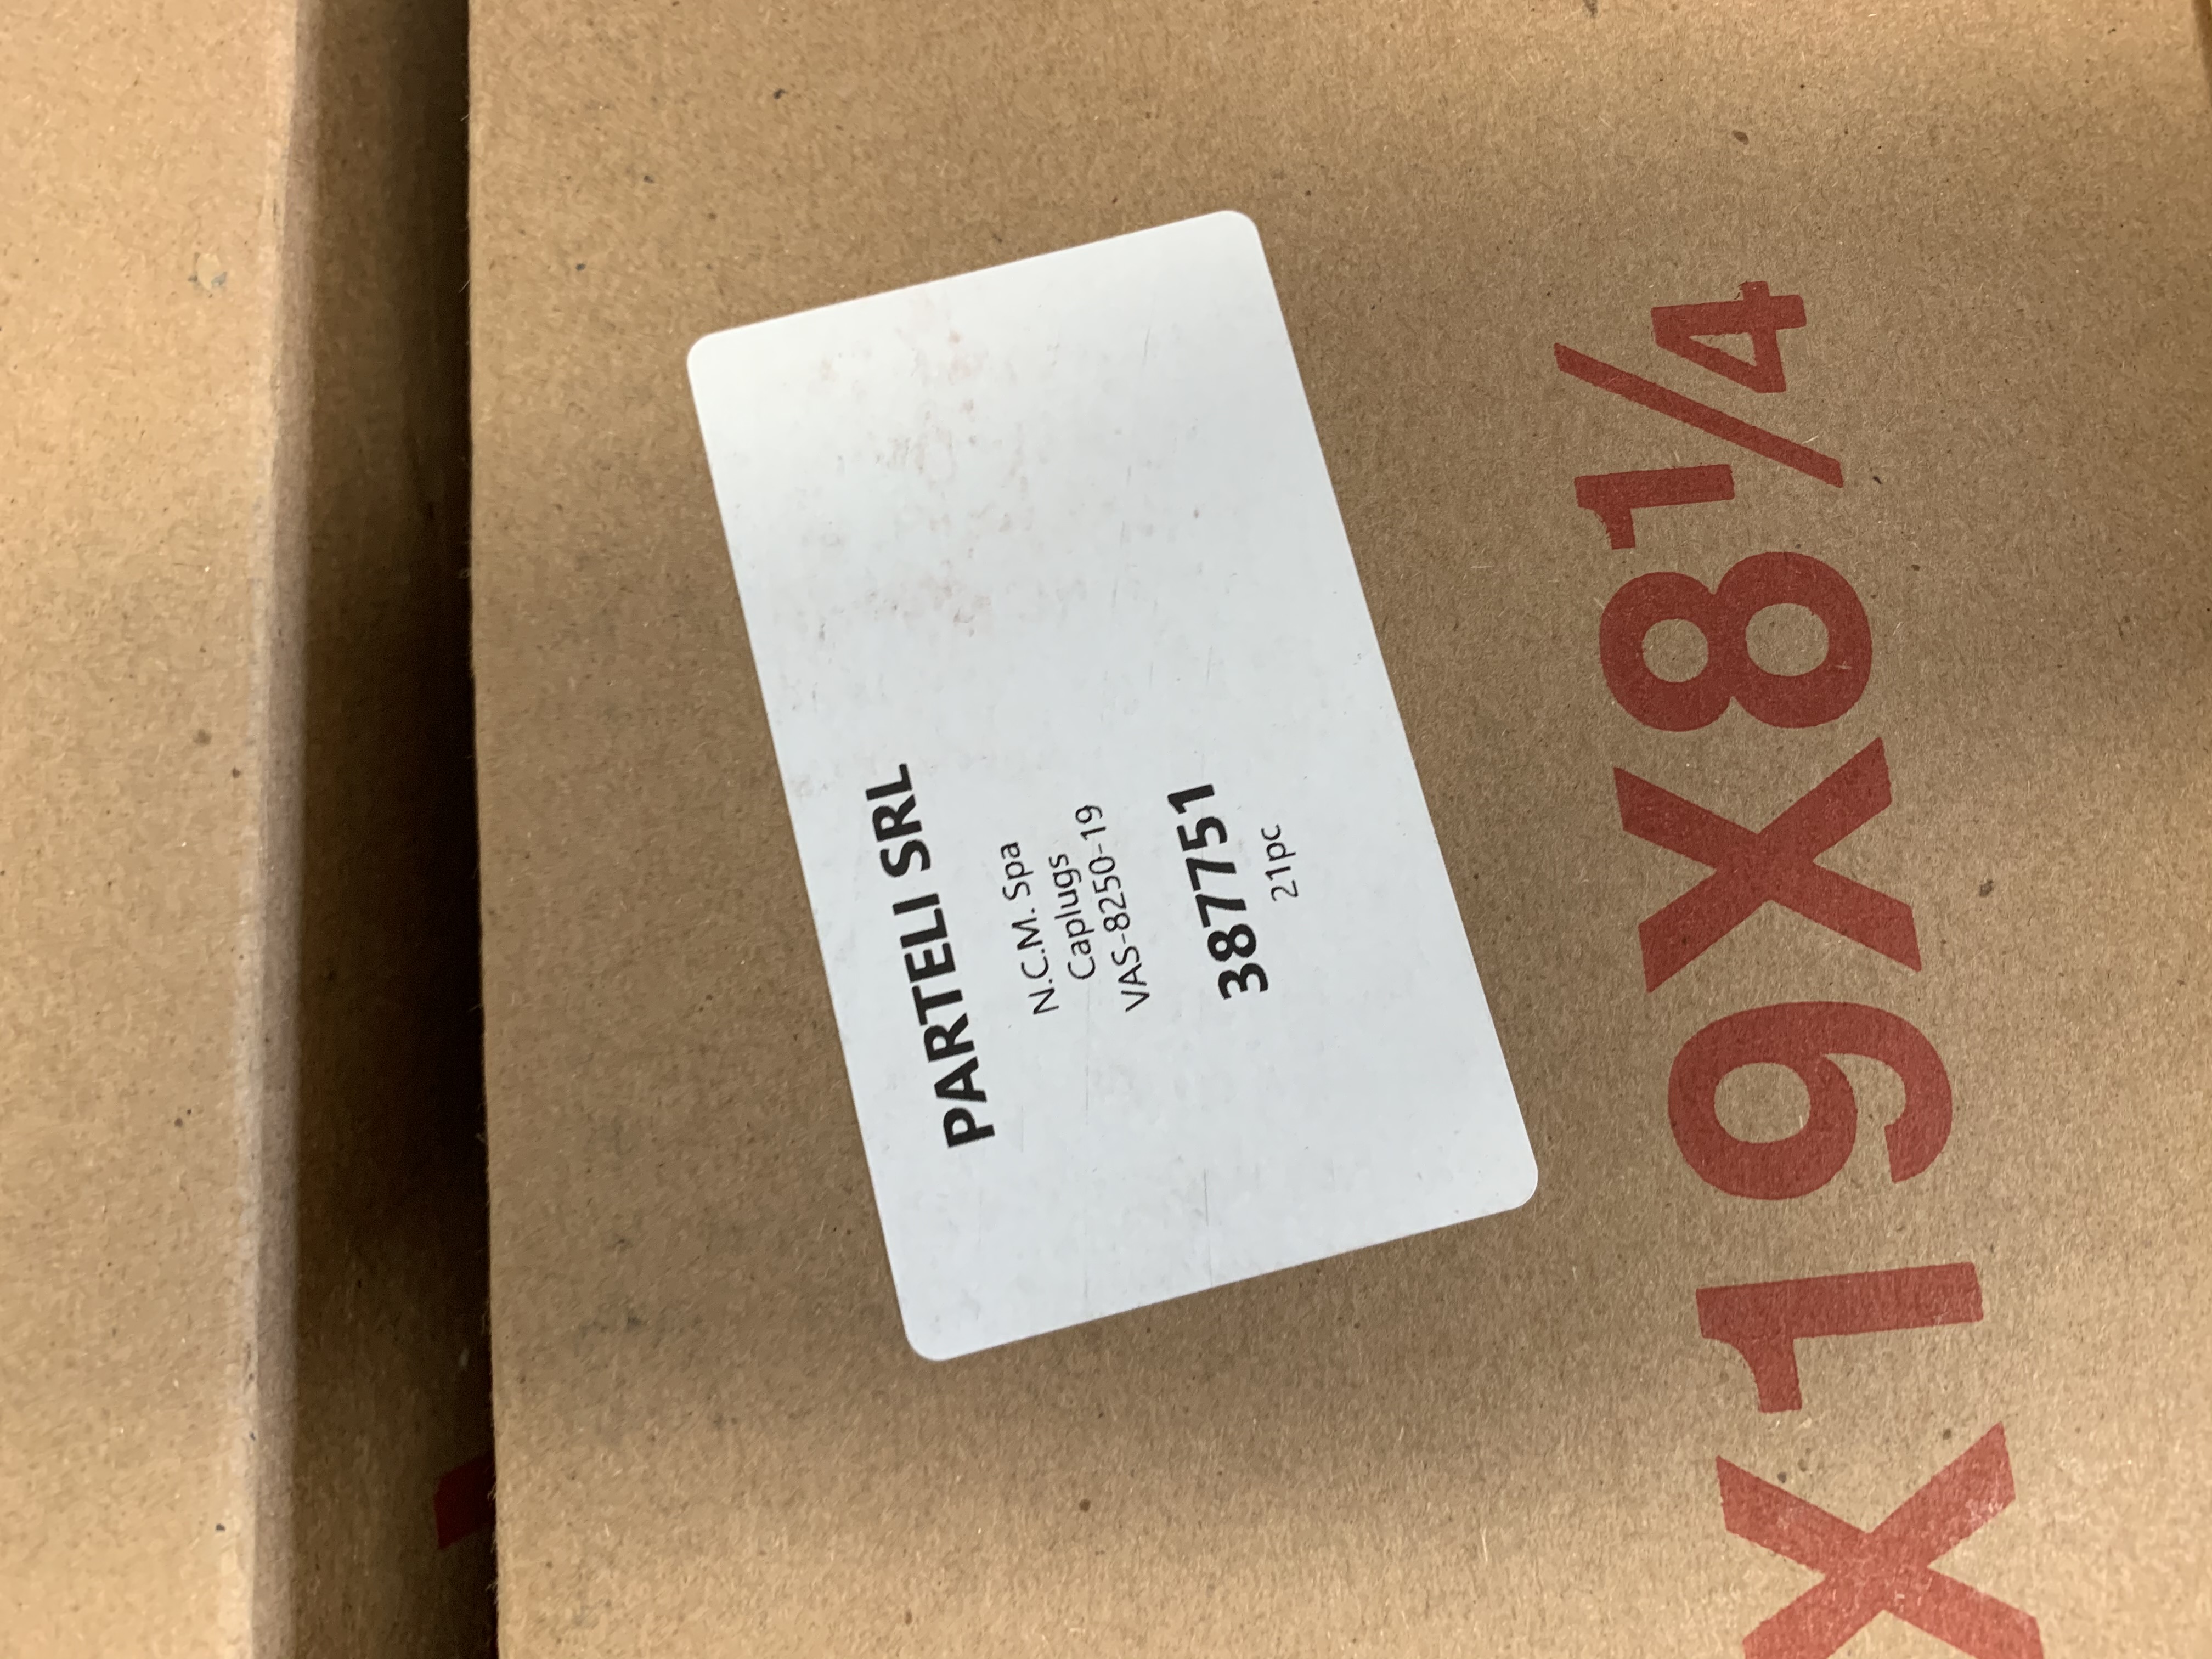 PARTELI SRL
N.C.M. Spa
Caplugs
VAS-8250-19
387751
21pc
X19X81/4